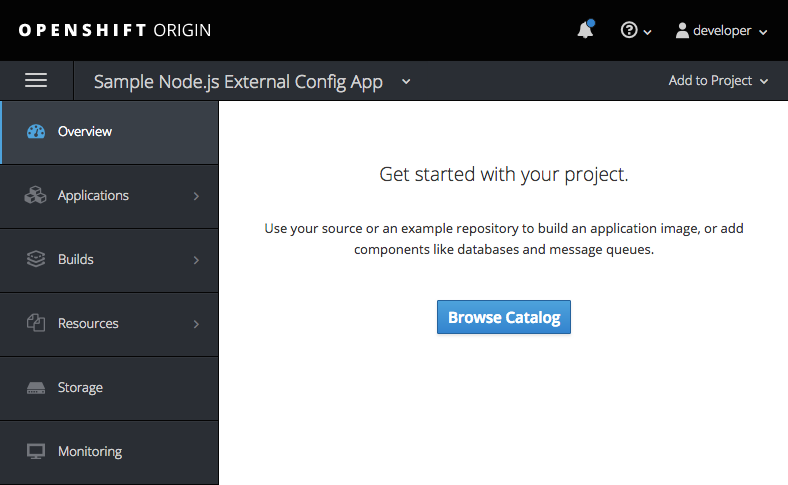 OPENSHIFT ORIGIN
developer
Sample Node.js External Config App
Add to Project
Overview
Applications
Builds
Resources
Storage
Monitoring
Get started with your project.
Use your source or an example repository to build an application image, or add
components like databases and message queues.
Browse Catalog